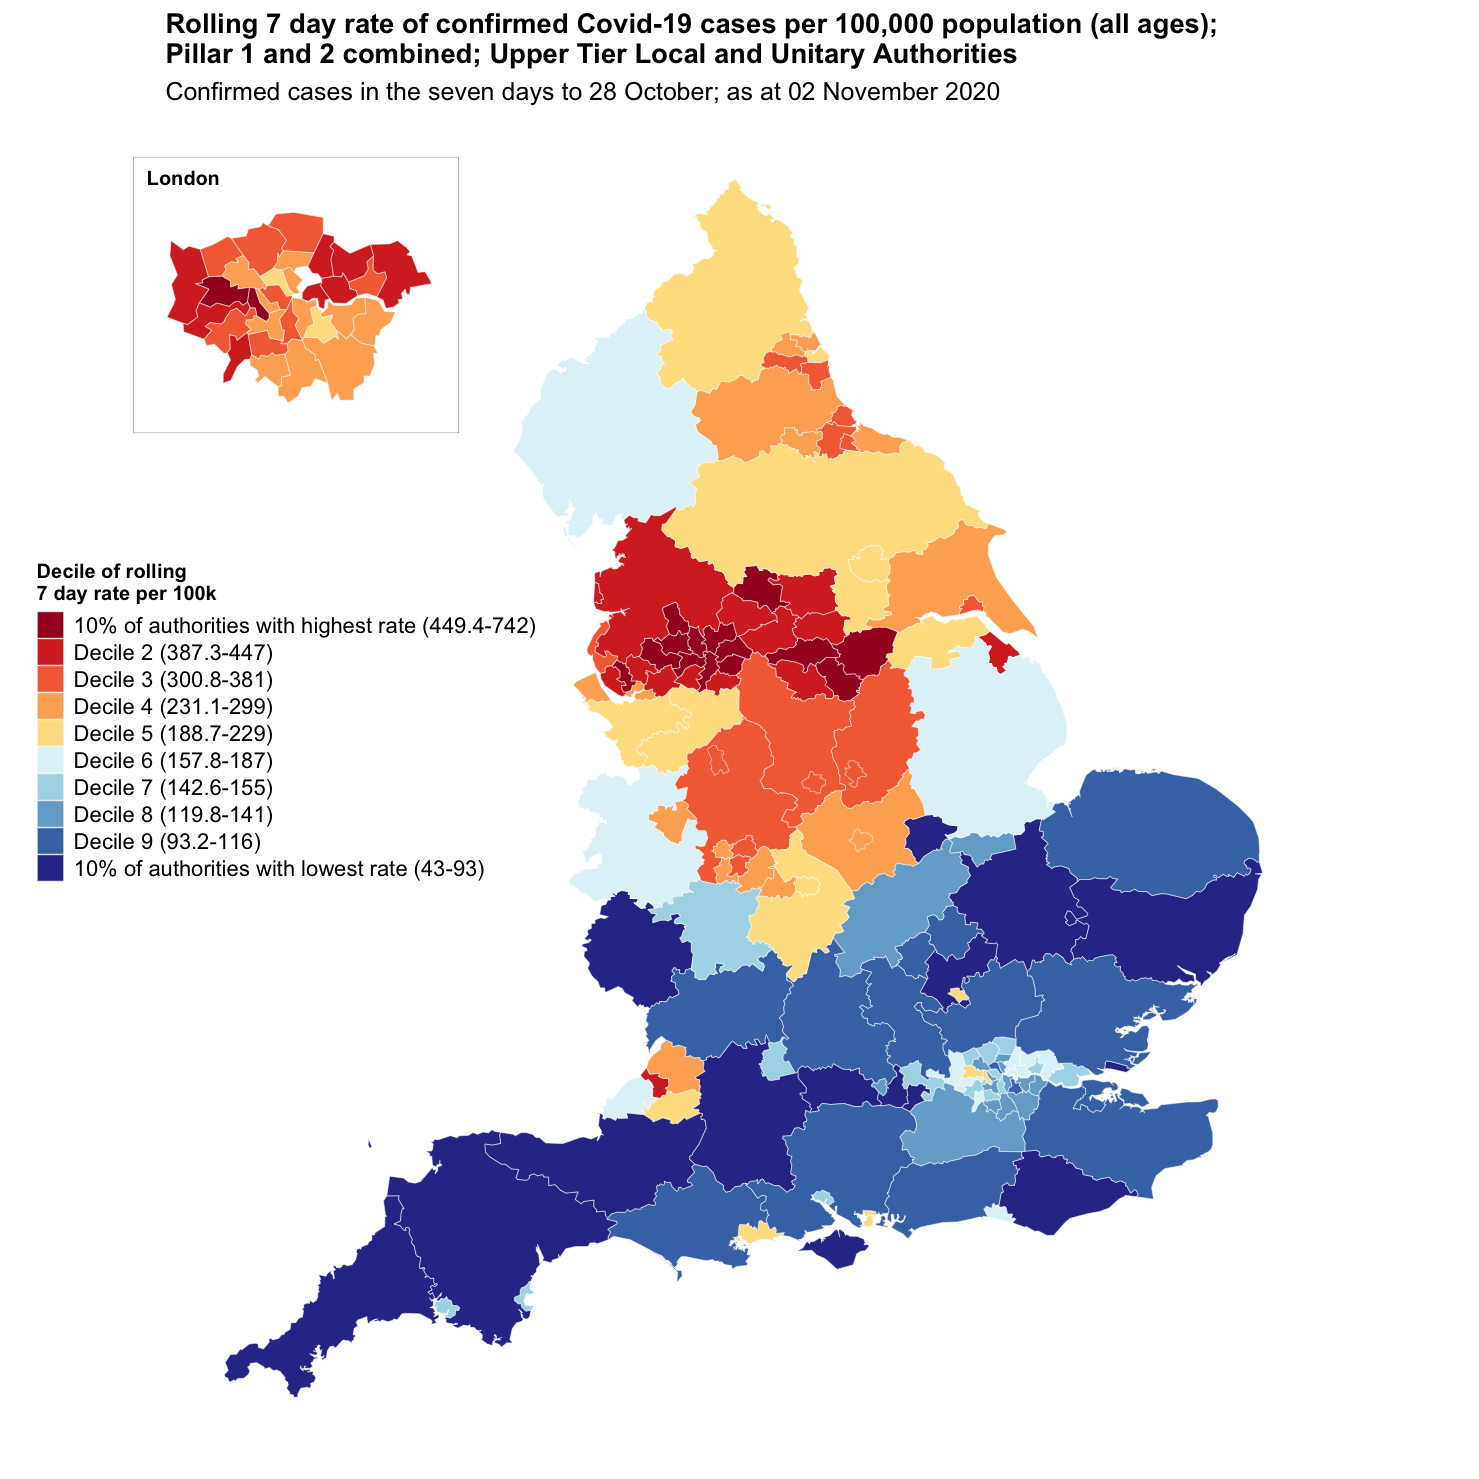 Rolling 7 day rate of confirmed Covid-19 cases per 100,000 population (all ages);
Pillar 1 and 2 combined; Upper Tier Local and Unitary Authorities
Confirmed cases in the seven days to 28 October; as at 02 November 2020
London
Decile of rolling
7 day rate per 100k
10% of authorities with highest rate (449.4-742)
Decile 2 (387.3-447)
Decile 3 (300.8-381)
Decile 4 (231.1-299)
Decile 5 (188.7-229)
Decile 6 (157.8-187)
Decile 7 (142.6-155)
Decile 8 (119.8-141)
Decile 9 (93.2-116)
10% of authorities with lowest rate (43-93)